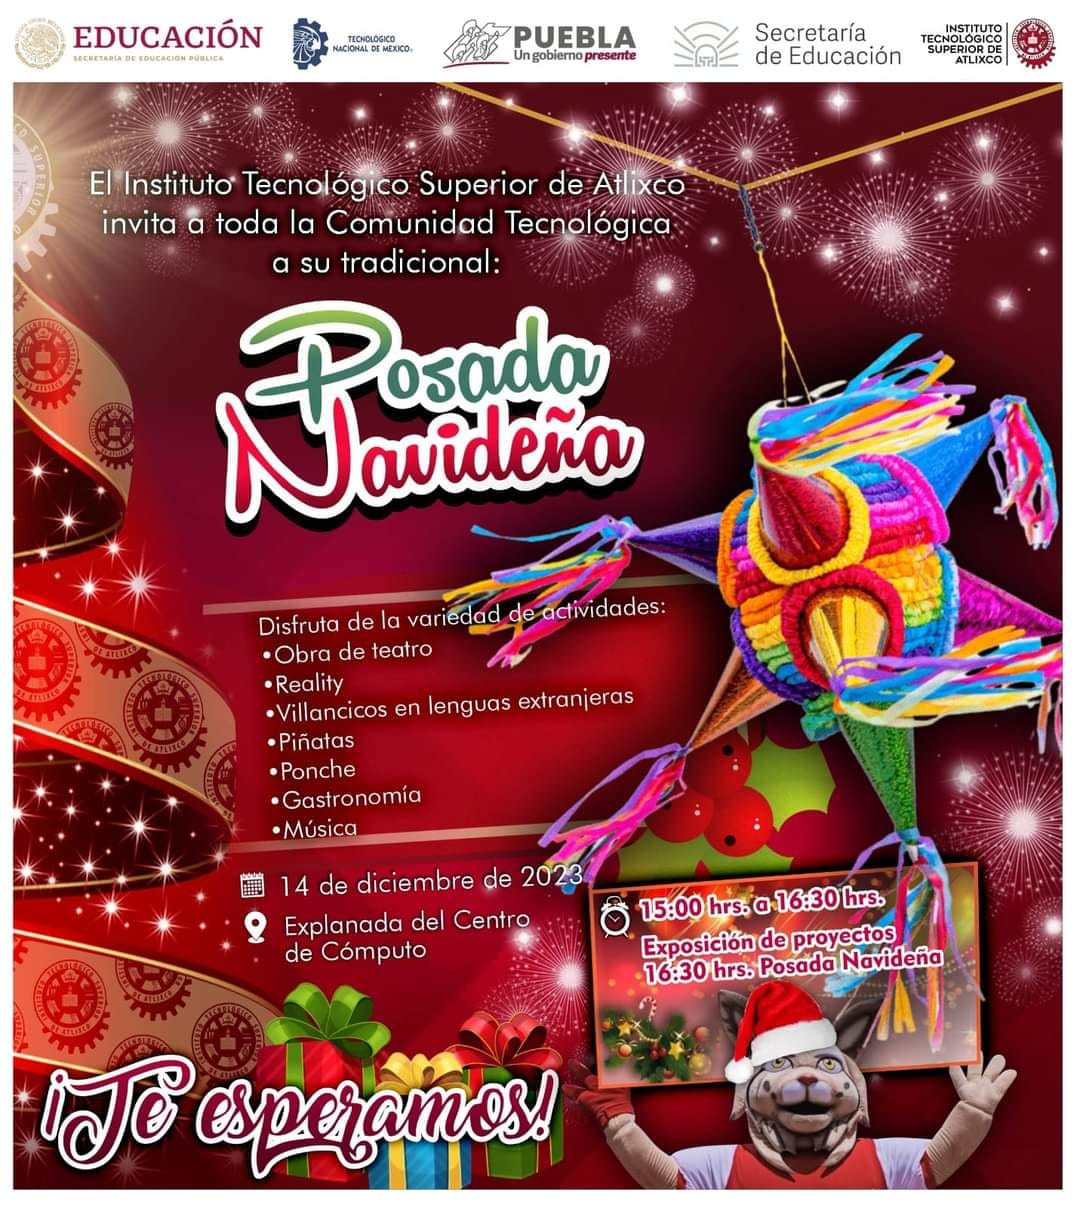 EDUCACIÓN
SECRETARÍA DE EDUCACIÓN PÚBLICA
TECNOLÓGICO
NACIONAL DE MÉXICO
PUEBLA
Un gobierno presente
Secretaría
de Educación
INSTITUTO
TECNOLÓGICO
SUPERIOR DE
ATLIXCO
El Instituto Tecnológico Superior de Atlixco
invita a toda la Comunidad Tecnológica
a su tradicional:
Posada
Navideña
Disfruta de la variedad de actividades:
•Obra de teatro
•Reality
•Villancicos en lenguas extranjeras
•Piñatas
•Ponche
•Gastronomía
•Música
14 de diciembre de 2023
Explanada del Centro
de Cómputo
15:00 hrs. a 16:30 hrs.
Exposición de proyectos
16:30 hrs. Posada Navideña
¡Te esperamos!